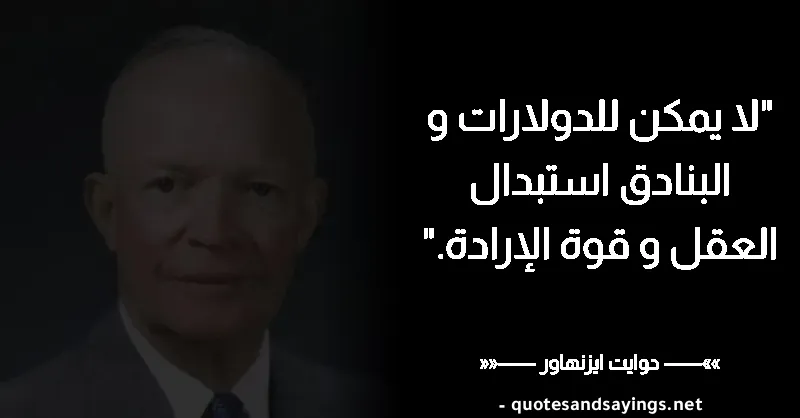 "لا يمكن للدولارات و
البنادق استبدال
العقل و قوة الإرادة."
»»—— حوايت ايزنهاور ——««
- quotesandsayings.net